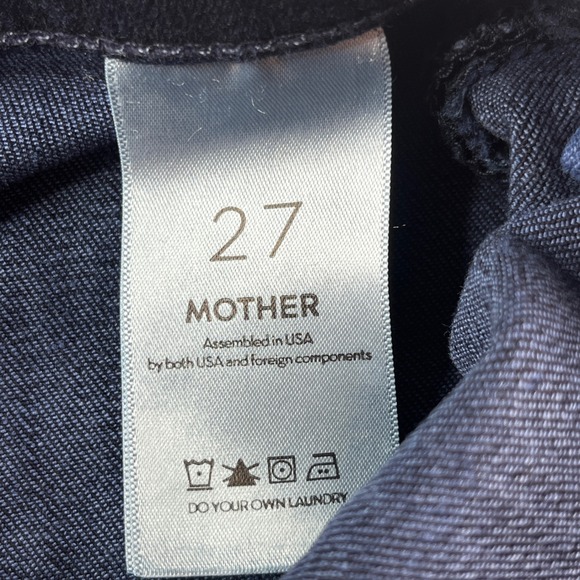 27
MOTHER
Assembled in USA
by both USA and foreign components
DO YOUR OWN LAUNDRY